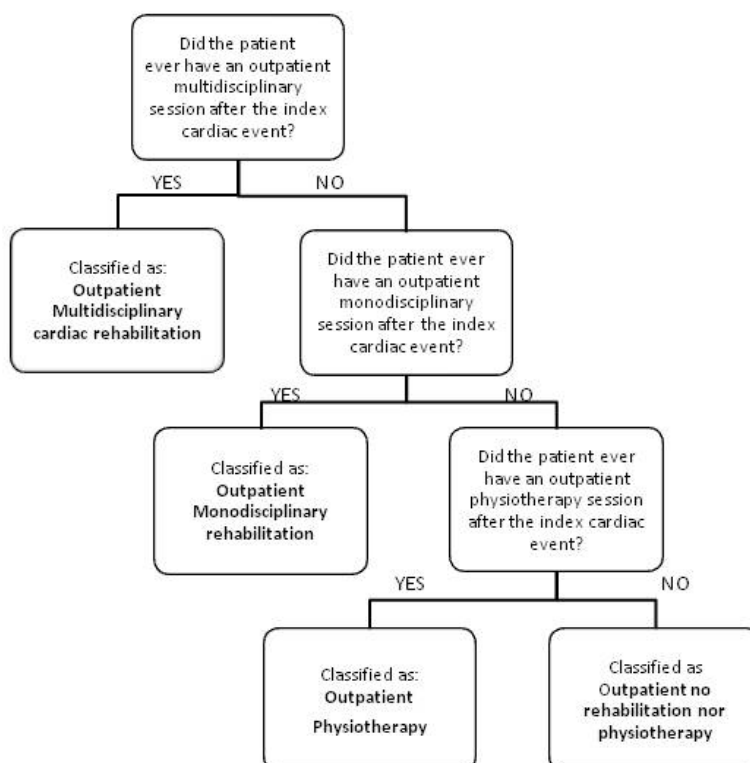 Did the patient
ever have an outpatient
multidisciplinary
session after the index
cardiac event?
YES
NO
Classified as:
Outpatient
Multidisciplinary
cardiac rehabilitation
Did the patient ever
have an outpatient
monodisciplinary
session after the index
cardiac event?
YES
NO
Classified as:
Outpatient
Monodisciplinary
rehabilitation
Did the patient ever
have an outpatient
physiotherapy session
after the index cardiac
event?
YES
NO
Classified as:
Outpatient
Physiotherapy
Classified as
Outpatient no
rehabilitation nor
physiotherapy